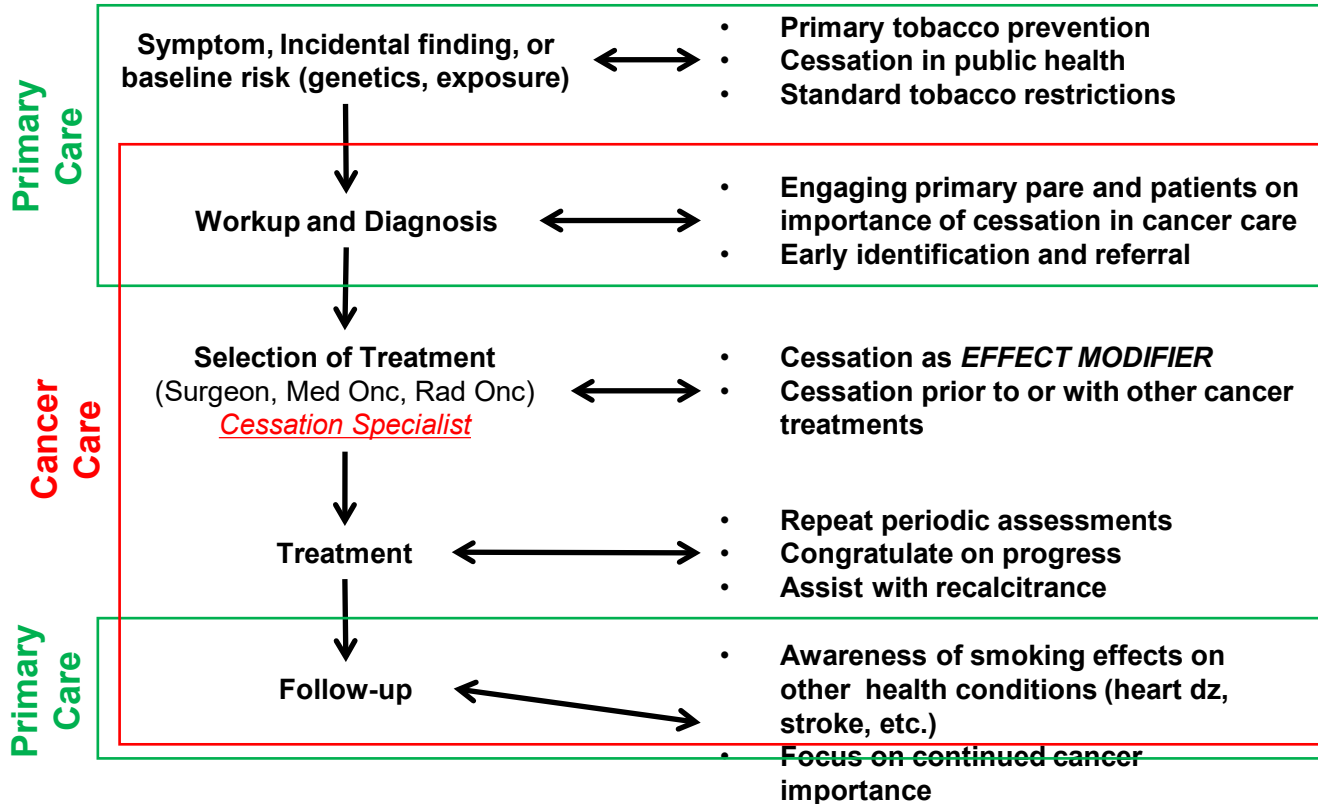 Primary
Care
Symptom, Incidental finding, or
baseline risk (genetics, exposure)
• Primary tobacco prevention
• Cessation in public health
• Standard tobacco restrictions
Workup and Diagnosis
• Engaging primary pare and patients on
importance of cessation in cancer care
• Early identification and referral
Cancer
Care
Selection of Treatment
(Surgeon, Med Onc, Rad Onc)
Cessation Specialist
• Cessation as EFFECT MODIFIER
• Cessation prior to or with other cancer
treatments
Treatment
• Repeat periodic assessments
• Congratulate on progress
• Assist with recalcitrance
Primary
Care
Follow-up
• Awareness of smoking effects on
other health conditions (heart dz,
stroke, etc.)
• Focus on continued cancer
importance